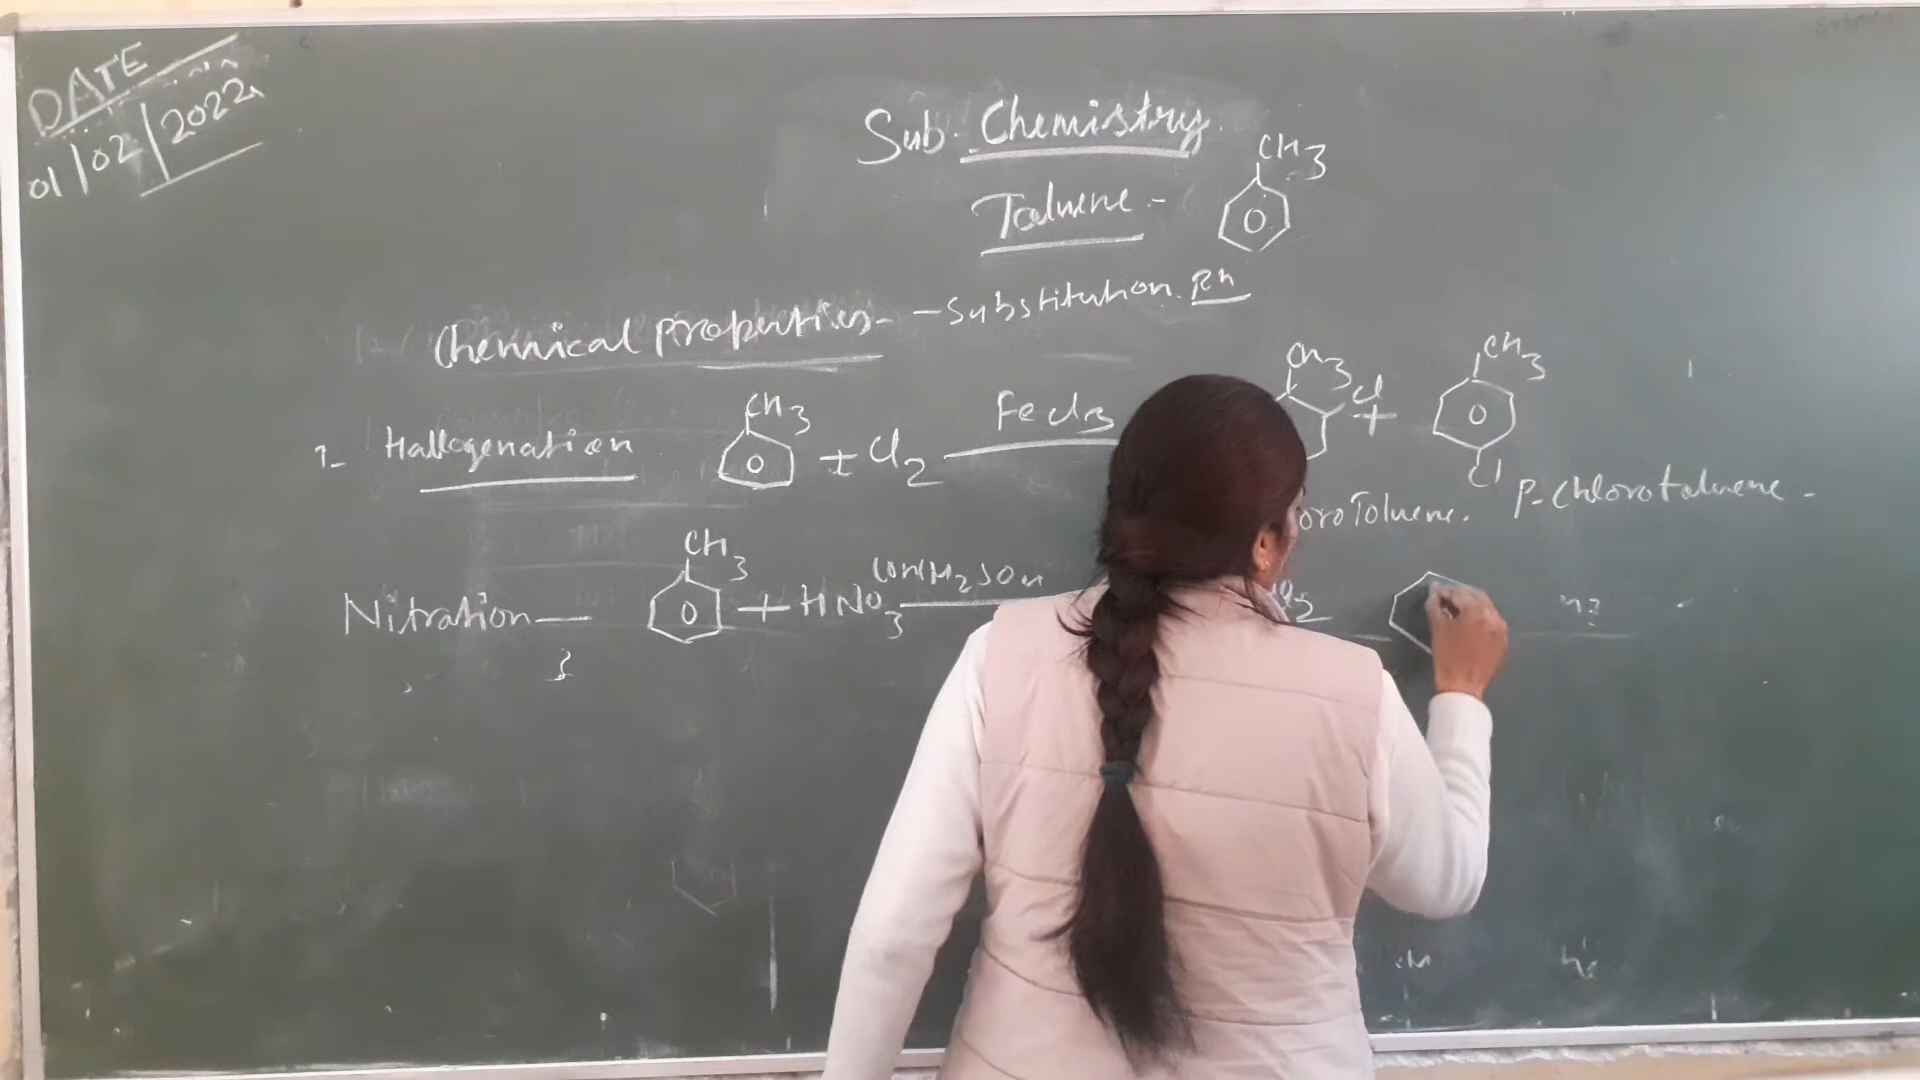 DATE
01/02/2022
Sub. Chemistry
CH3
Toluene -
Chemical properties - Substitution Rn
1- Hallogenation CH3 + Cl2 FeCl3 CH3 Cl + CH3 Cl
oroToluene. P-chlorotoluene -
Nitration CH3 + HNO3 Con H2SO4